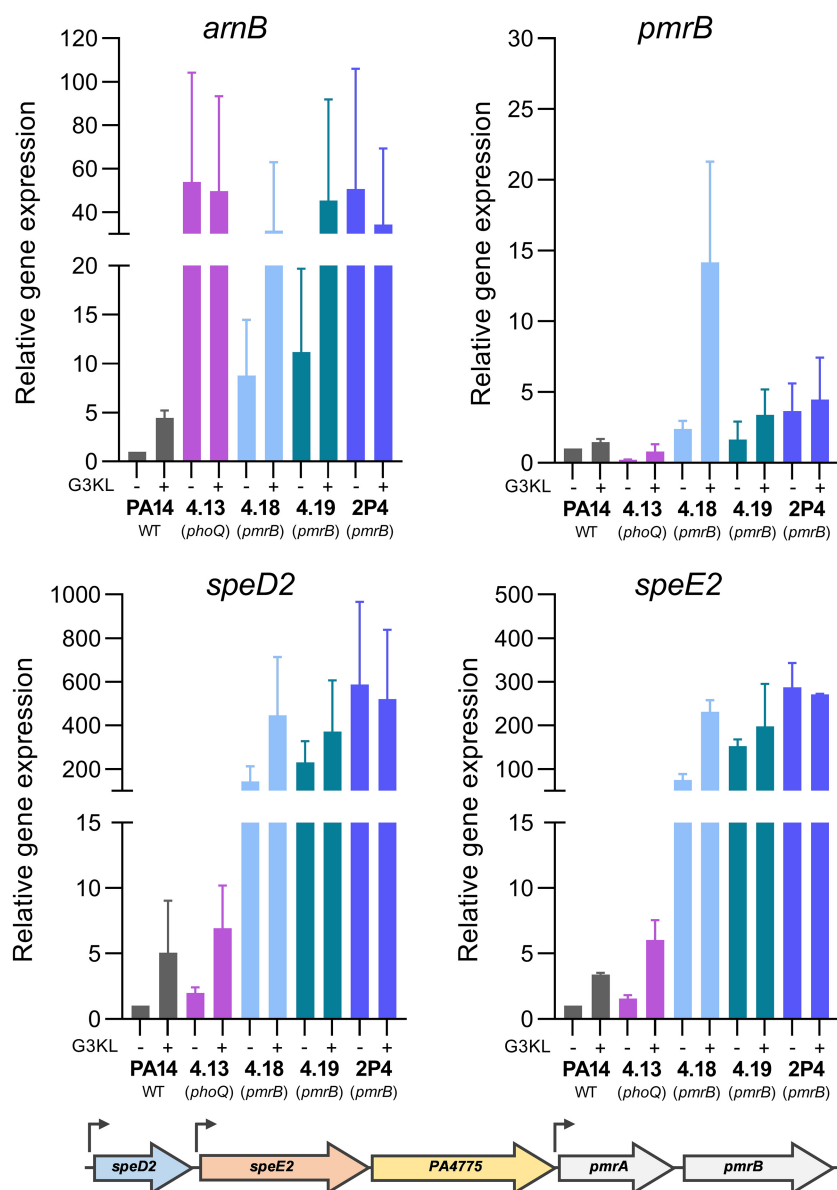 arnB
Relative gene expression
120
100
80
60
40
20
15
10
5
0
G3KL - + - + - + - + - +
PA14 4.13 4.18 4.19 2P4
WT (phoQ) (pmrB) (pmrB) (pmrB)
pmrB
Relative gene expression
30
25
20
15
10
5
0
G3KL - + - + - + - + - +
PA14 4.13 4.18 4.19 2P4
WT (phoQ) (pmrB) (pmrB) (pmrB)
speD2
Relative gene expression
1000
800
600
400
200
15
10
5
0
G3KL - + - + - + - + - +
PA14 4.13 4.18 4.19 2P4
WT (phoQ) (pmrB) (pmrB) (pmrB)
speE2
Relative gene expression
500
400
300
200
100
15
10
5
0
G3KL - + - + - + - + - +
PA14 4.13 4.18 4.19 2P4
WT (phoQ) (pmrB) (pmrB) (pmrB)
speD2 speE2 PA4775 pmrA pmrB